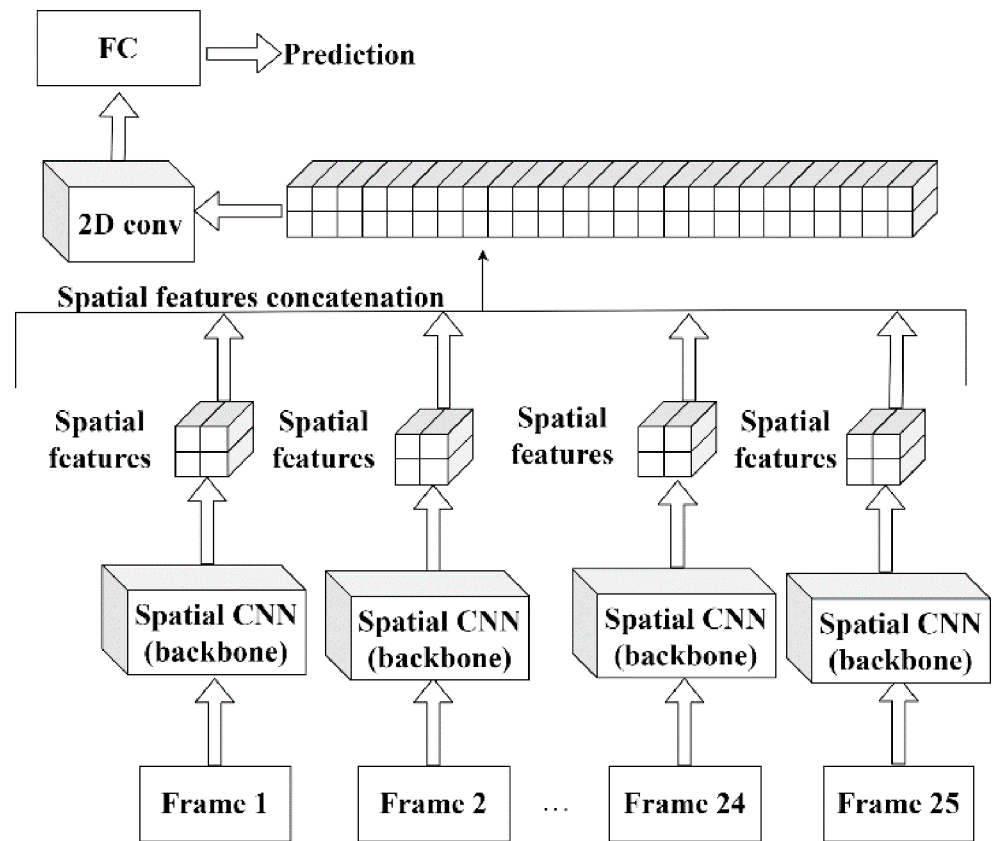 FC
Prediction
2D conv
Spatial features concatenation
Spatial
features
Spatial
features
Spatial
features
Spatial
features
Spatial CNN
(backbone)
Spatial CNN
(backbone)
Spatial CNN
(backbone)
Spatial CNN
(backbone)
Frame 1
Frame 2
...
Frame 24
Frame 25